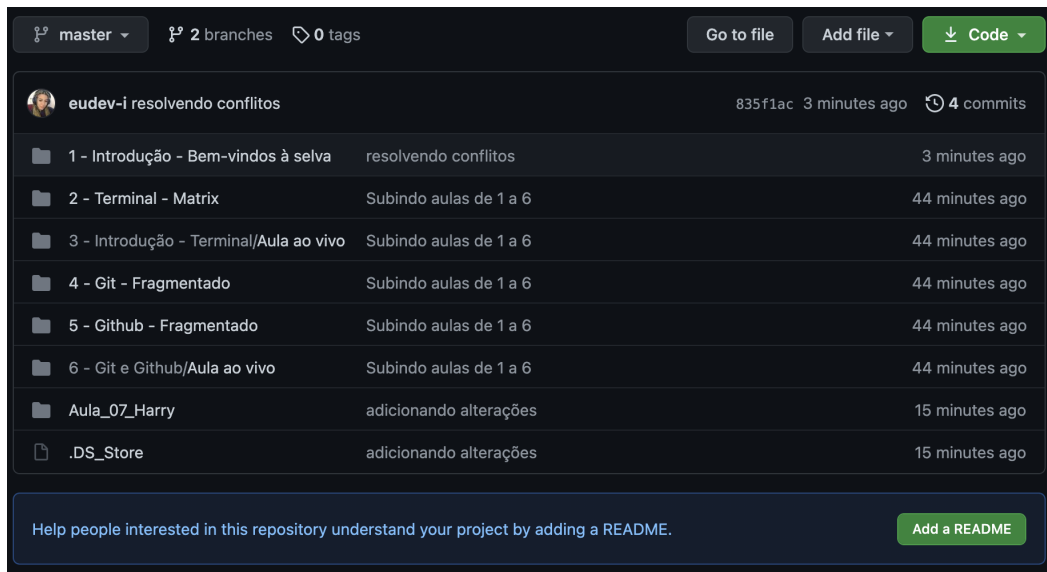 master 2 branches 0 tags Go to file Add file Code
eudev-i resolvendo conflitos 835f1ac 3 minutes ago 4 commits
1 - Introdução - Bem-vindos à selva resolvendo conflitos 3 minutes ago
2 - Terminal - Matrix Subindo aulas de 1 a 6 44 minutes ago
3 - Introdução - Terminal/Aula ao vivo Subindo aulas de 1 a 6 44 minutes ago
4 - Git - Fragmentado Subindo aulas de 1 a 6 44 minutes ago
5 - Github - Fragmentado Subindo aulas de 1 a 6 44 minutes ago
6 - Git e Github/Aula ao vivo Subindo aulas de 1 a 6 44 minutes ago
Aula_07_Harry adicionando alterações 15 minutes ago
.DS_Store adicionando alterações 15 minutes ago
Help people interested in this repository understand your project by adding a README. Add a README